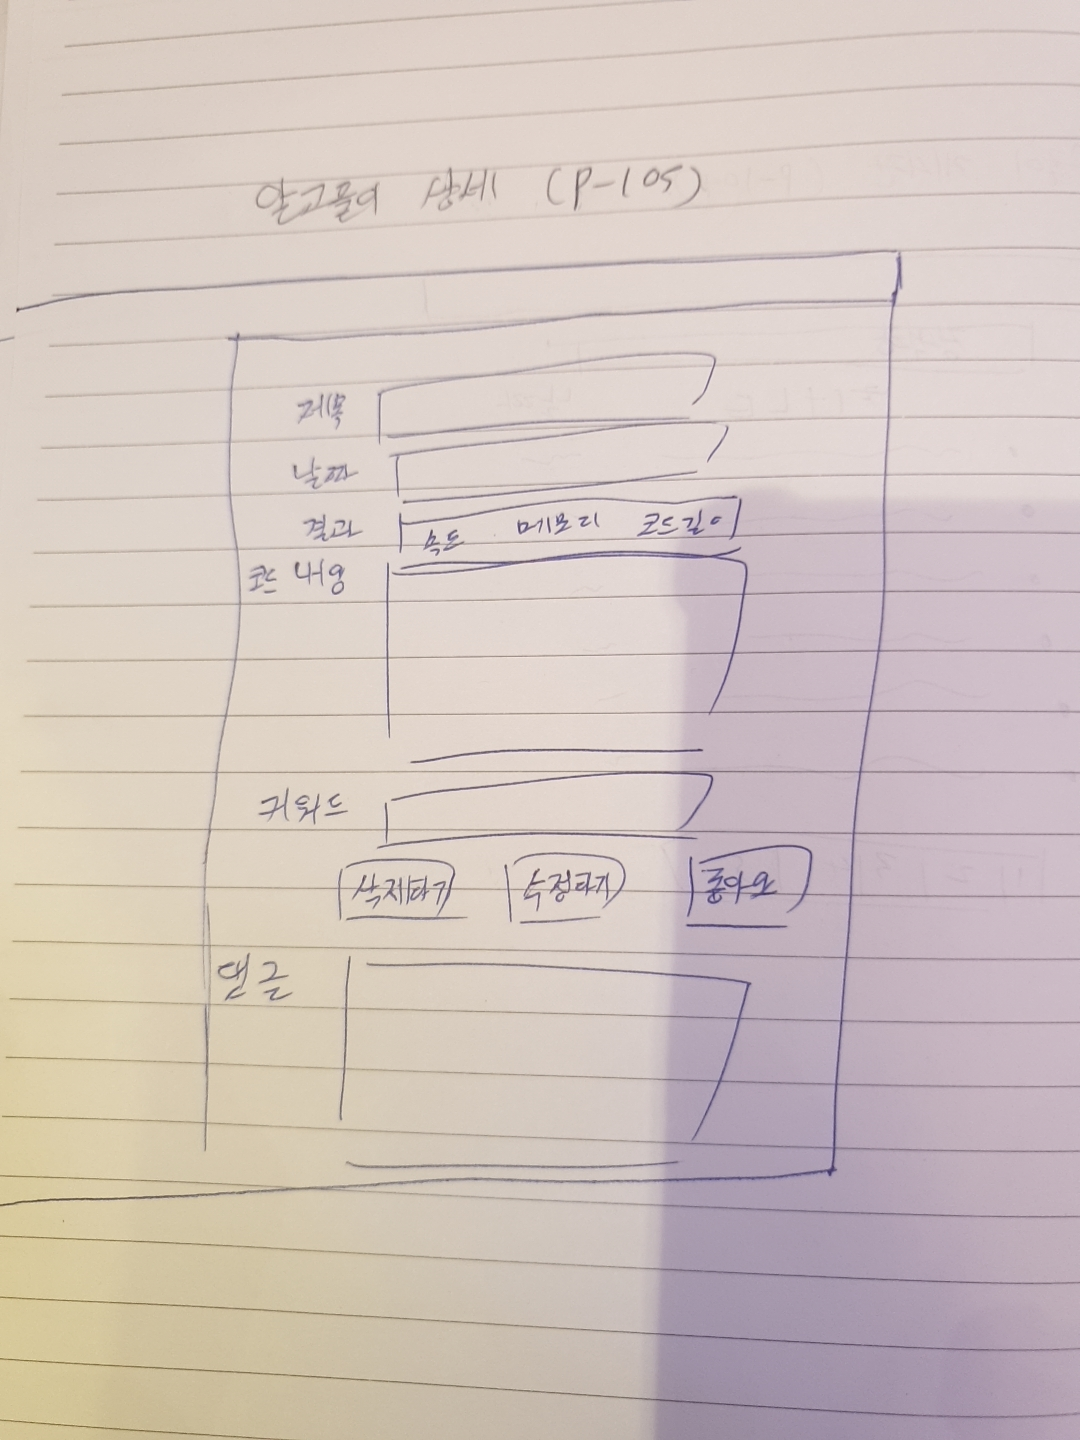 알고풀이 상세 (P-105)
제목
날짜
결과 속도 메모리 코드길이
코드 내용
키워드
삭제하기 수정하기 좋아요
댓글